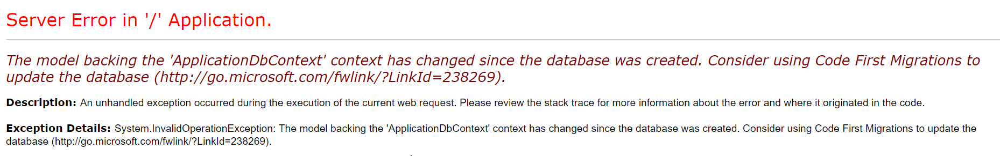 Server Error in '/' Application.
The model backing the 'ApplicationDbContext' context has changed since the database was created. Consider using Code First Migrations to
update the database (http://go.microsoft.com/fwlink/?LinkId=238269).
Description: An unhandled exception occurred during the execution of the current web request. Please review the stack trace for more information about the error and where it originated in the code.
Exception Details: System.InvalidOperationException: The model backing the 'ApplicationDbContext' context has changed since the database was created. Consider using Code First Migrations to update the
database (http://go.microsoft.com/fwlink/?LinkId=238269).